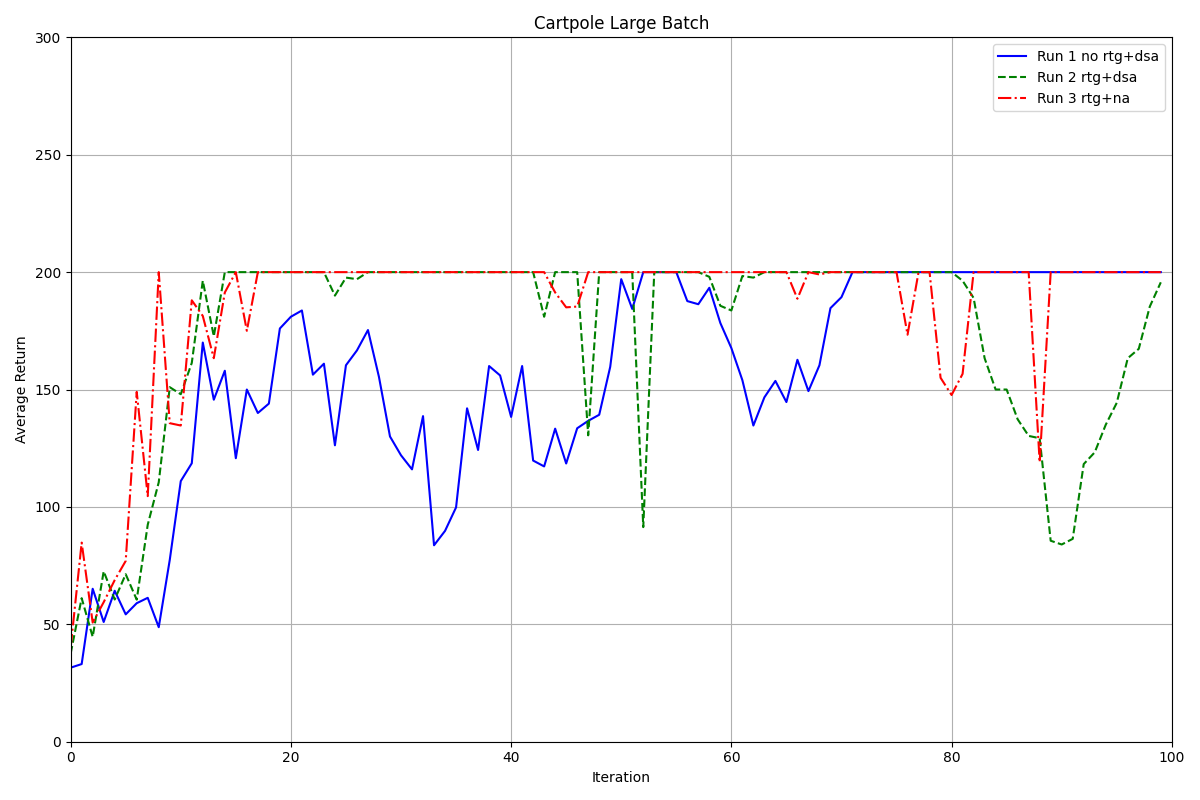 Cartpole Large Batch
300
250
200
150
100
50
0
Average Return
0 20 40 60 80 100
Iteration
Run 1 no rtg+dsa
Run 2 rtg+dsa
Run 3 rtg+na